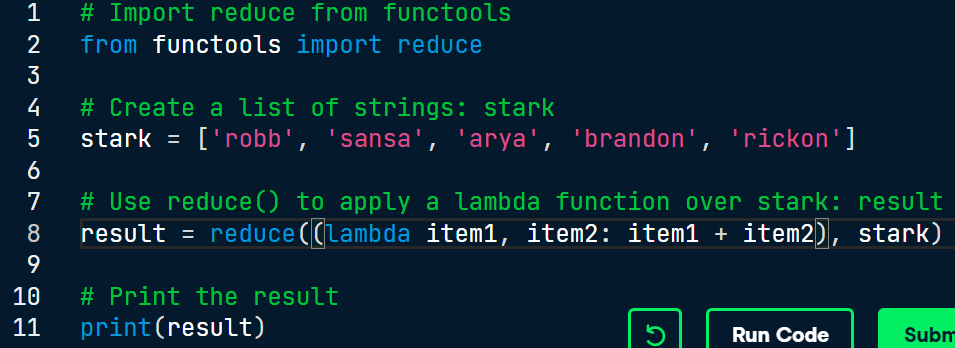 1 # Import reduce from functools
2 from functools import reduce
3
4 # Create a list of strings: stark
5 stark = ['robb', 'sansa', 'arya', 'brandon', 'rickon']
6
7 # Use reduce() to apply a lambda function over stark: result
8 result = reduce((lambda item1, item2: item1 + item2), stark)
9
10 # Print the result
11 print(result)
Run Code Subm